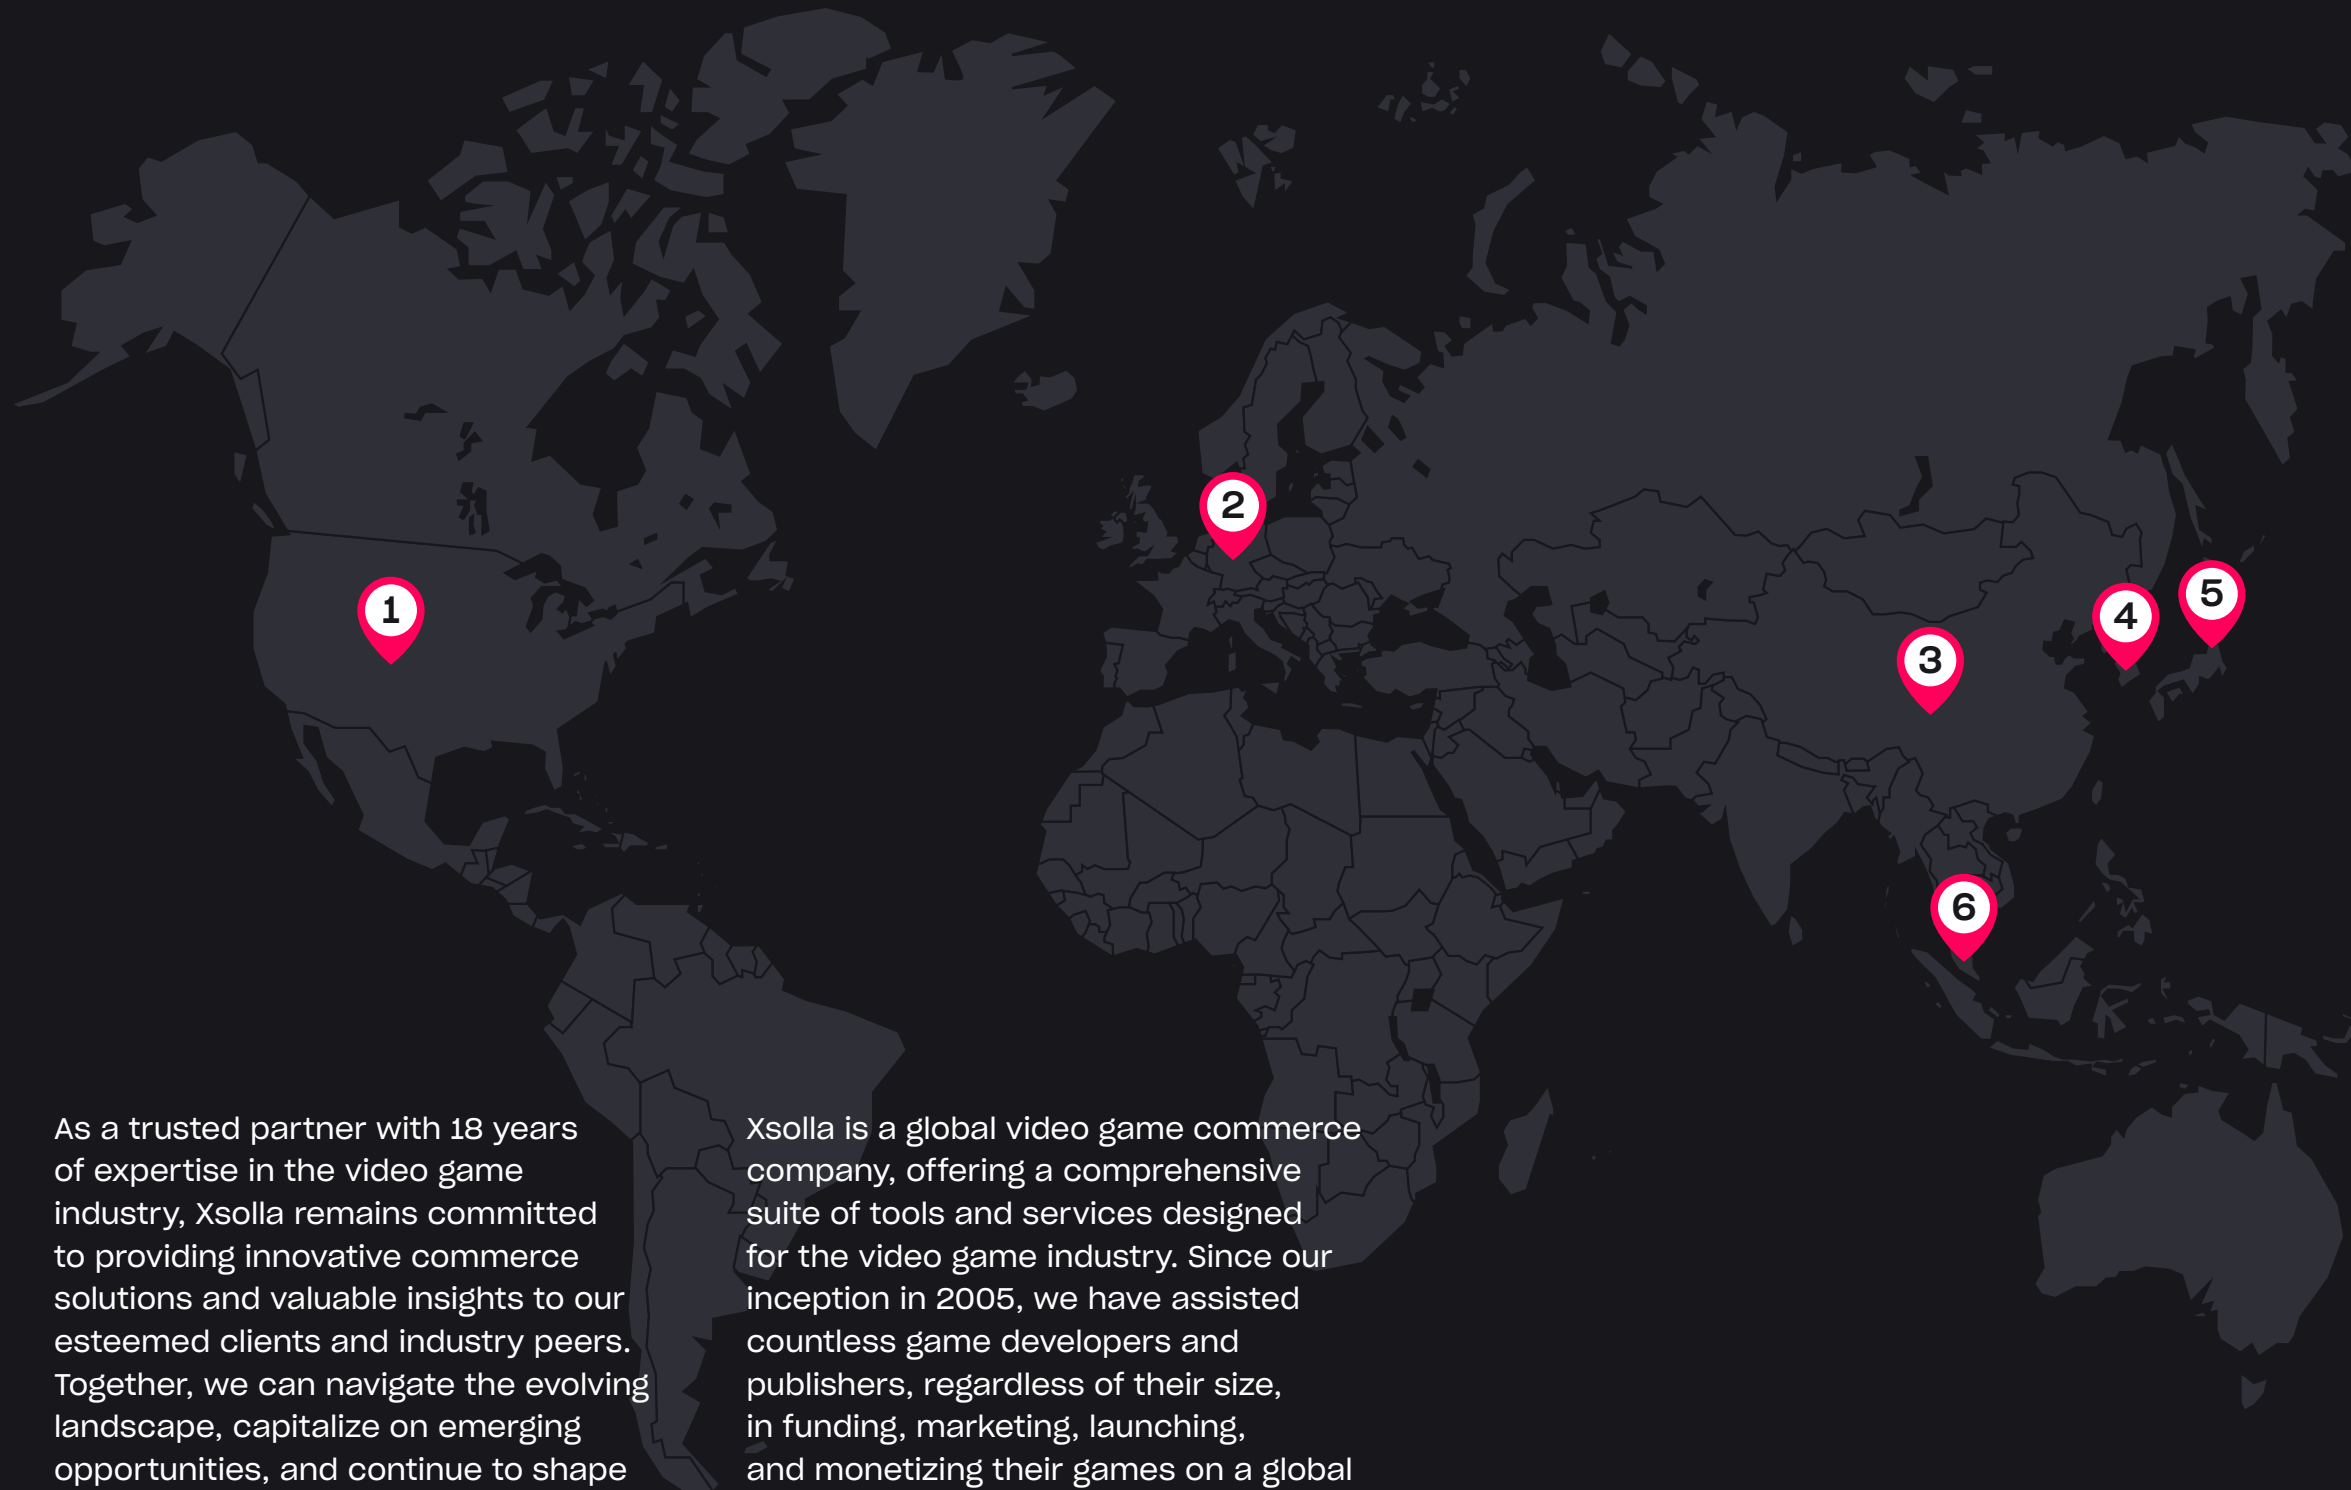 1
2
3
4
5
6
As a trusted partner with 18 years
of expertise in the video game
industry, Xsolla remains committed
to providing innovative commerce
solutions and valuable insights to our
esteemed clients and industry peers.
Together, we can navigate the evolving
landscape, capitalize on emerging
opportunities, and continue to shape
Xsolla is a global video game commerce
company, offering a comprehensive
suite of tools and services designed
for the video game industry. Since our
inception in 2005, we have assisted
countless game developers and
publishers, regardless of their size,
in funding, marketing, launching,
and monetizing their games on a global